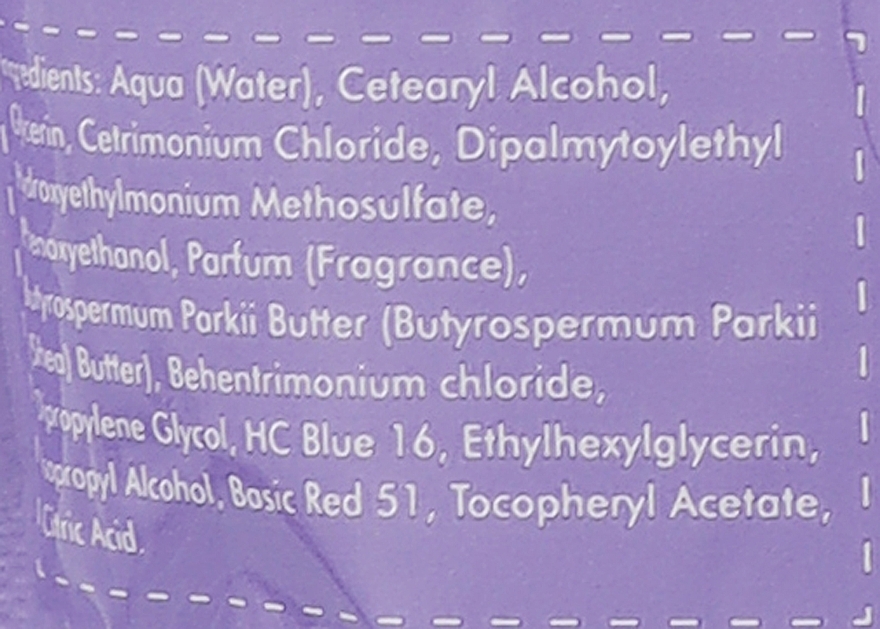 Ingredients: Aqua (Water), Cetearyl Alcohol,
Glycerin, Cetrimonium Chloride, Dipalmytoylethyl
Hydroxyethylmonium Methosulfate,
Phenoxyethanol, Parfum (Fragrance),
Butyrospermum Parkii Butter (Butyrospermum Parkii
(Shea) Butter), Behentrimonium chloride,
Dipropylene Glycol, HC Blue 16, Ethylhexylglycerin,
Isopropyl Alcohol, Basic Red 51, Tocopheryl Acetate,
Citric Acid.